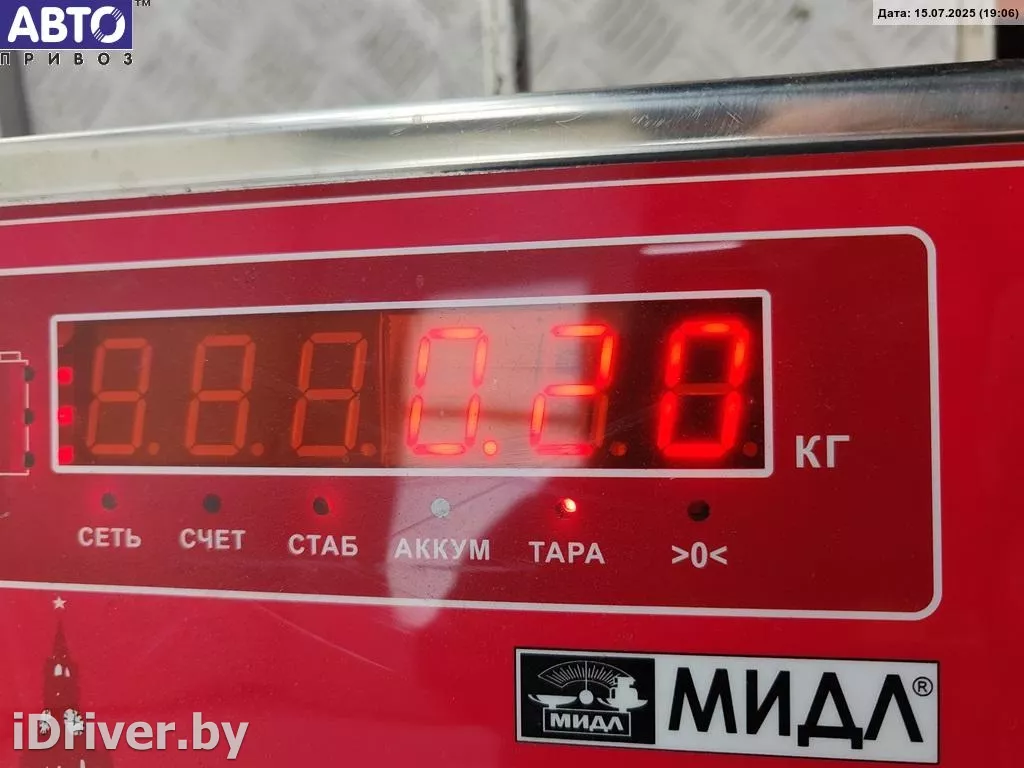 АВТО™
ПРИВОЗ
Дата: 15.07.2025 (19:06)
0.20
КГ
СЕТЬ СЧЕТ СТАБ АККУМ ТАРА >0<
МИДЛ МИДЛ®
iDriver.by